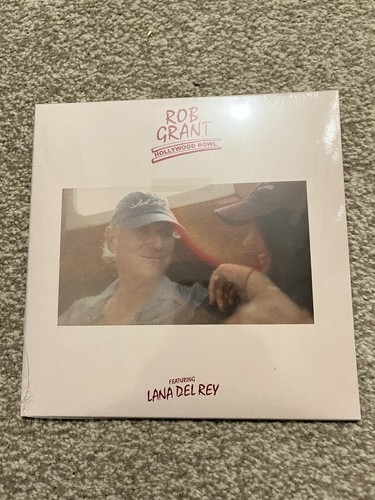 ROB
GRANT
HOLLYWOOD BOWL
FEATURING
LANA DEL REY